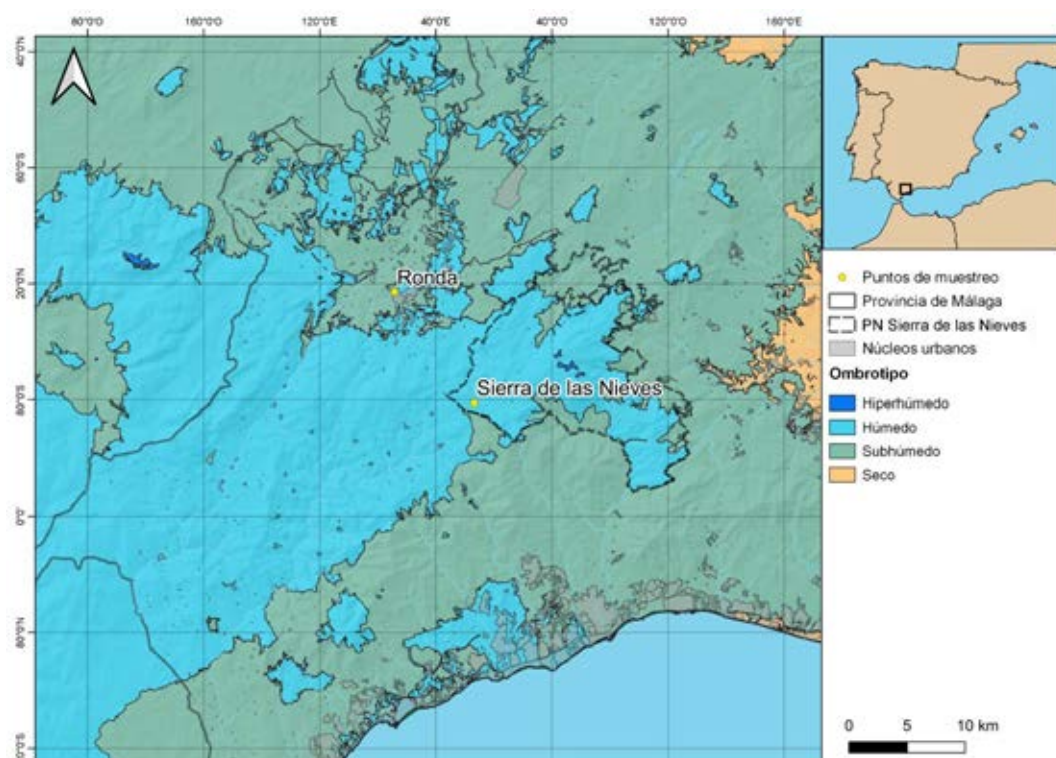 80°0'O 160°0'O 120°0'E 40°0'E 40°0'O 120°0'O 160°0'E
40°0'N
60°0'S
20°0'N
80°0'S
0°0'
80°0'N
Ronda
Sierra de las Nieves
Puntos de muestreo
Provincia de Málaga
PN Sierra de las Nieves
Núcleos urbanos
Ombrotipo
Hiperhúmedo
Húmedo
Subhúmedo
Seco
0 5 10 km